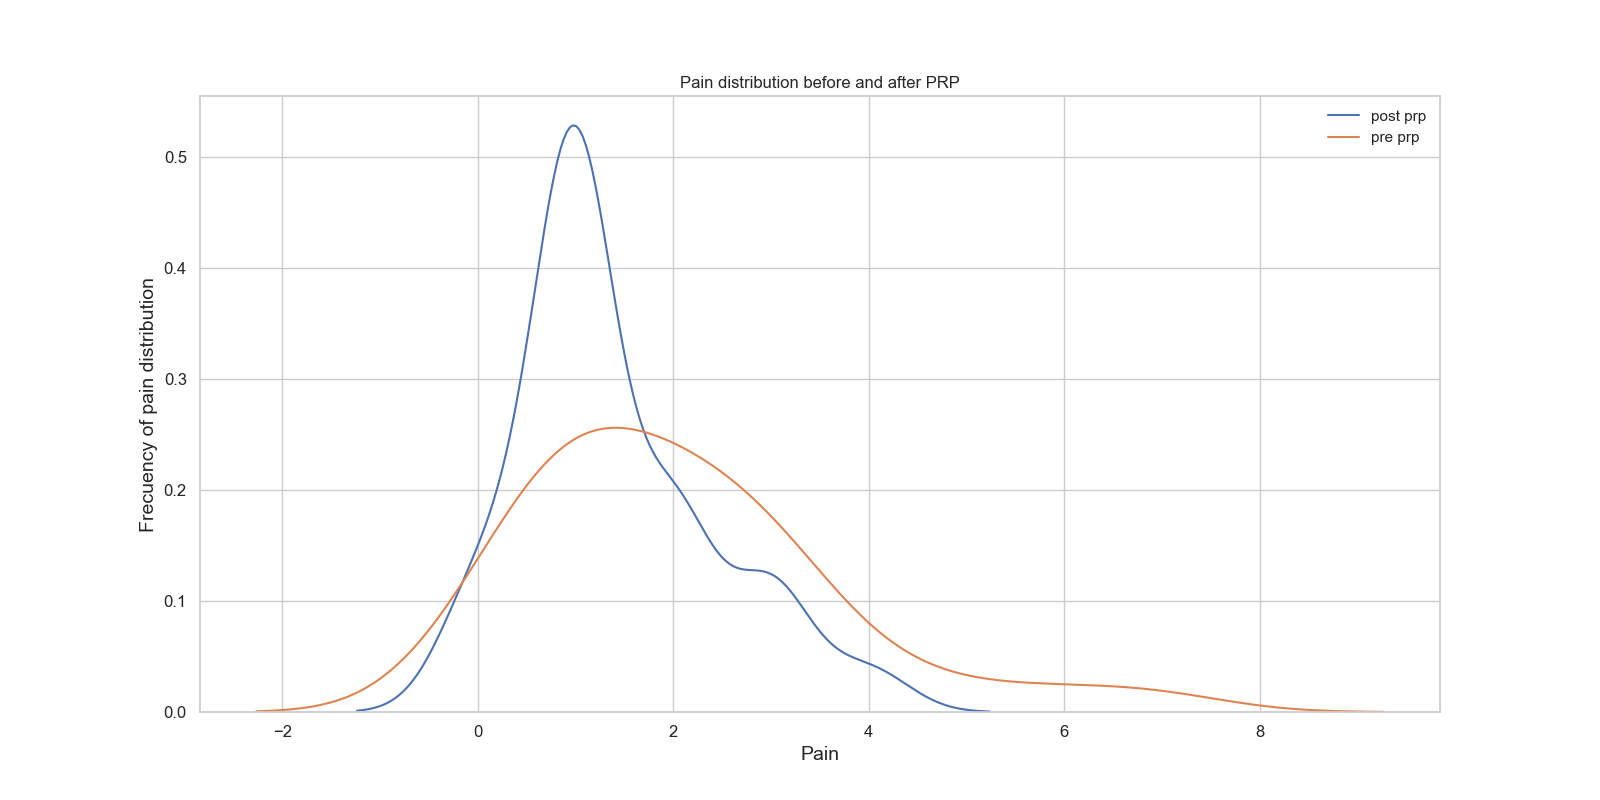 Pain distribution before and after PRP
post prp
pre prp
Frecuency of pain distribution
0.5
0.4
0.3
0.2
0.1
0.0
−2 0 2 4 6 8
Pain